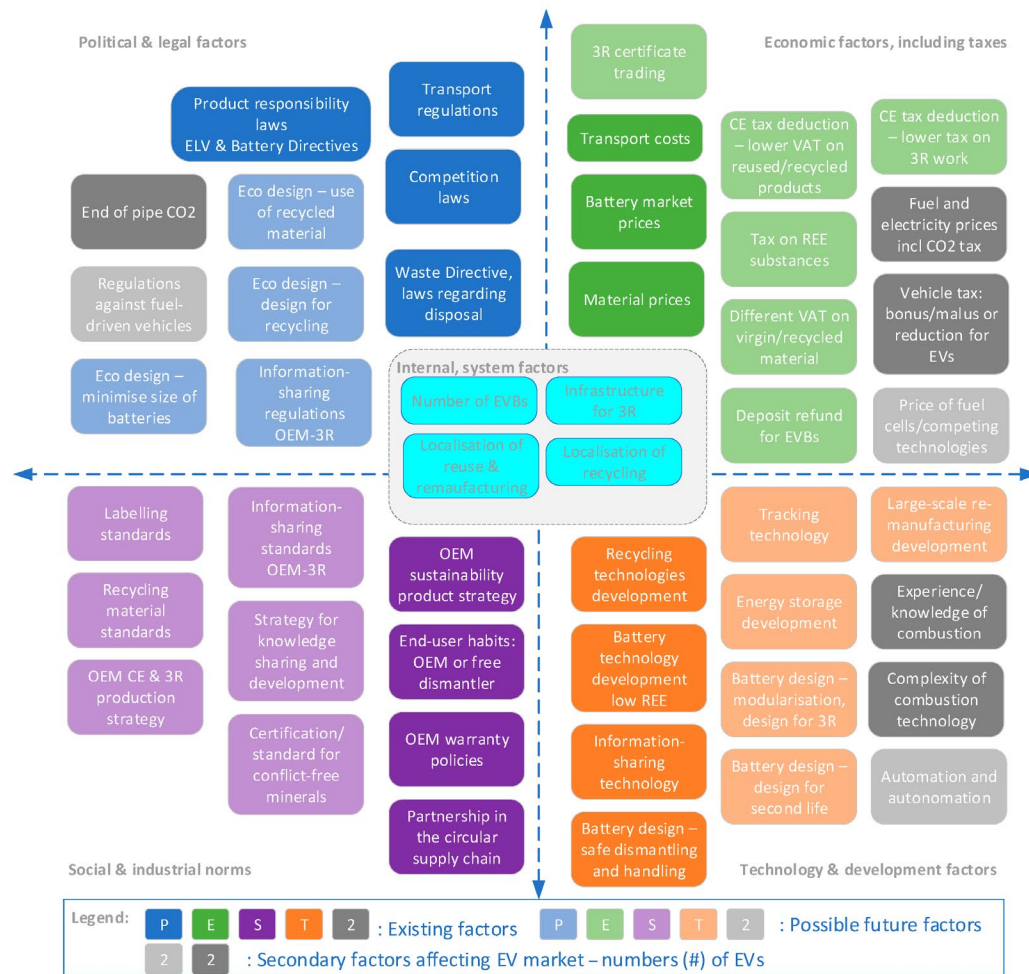 Political & legal factors
Economic factors, including taxes
Product responsibility
laws
ELV & Battery Directives
Transport
regulations
3R certificate
trading
CE tax deduction
– lower VAT on
reused/recycled
products
CE tax deduction
– lower tax on
3R work
End of pipe CO2
Eco design – use
of recycled
material
Competition
laws
Transport costs
Battery market
prices
Tax on REE
substances
Fuel and
electricity prices
incl CO2 tax
Regulations
against fuel-
driven vehicles
Eco design –
design for
recycling
Waste Directive,
laws regarding
disposal
Material prices
Different VAT on
virgin/recycled
material
Vehicle tax:
bonus/malus or
reduction for
EVs
Eco design –
minimise size of
batteries
Information-
sharing
regulations
OEM-3R
Internal, system factors
Number of EVBs
Infrastructure
for 3R
Localisation
of reuse &
remaufacturing
Localisation of
recycling
Deposit refund
for EVBs
Price of fuel
cells/competing
technologies
Labelling
standards
Information-
sharing
standards
OEM-3R
OEM
sustainability
product strategy
Recycling
technologies
development
Tracking
technology
Large-scale re-
manufacturing
development
Recycling
material
standards
Strategy for
knowledge
sharing and
development
End-user habits:
OEM or free
dismantler
Battery
technology
development
low REE
Energy storage
development
Experience/
knowledge of
combustion
OEM CE & 3R
production
strategy
Certification/
standard for
conflict-free
minerals
OEM warranty
policies
Information-
sharing
technology
Battery design –
modularisation,
design for 3R
Complexity of
combustion
technology
Partnership in
the circular
supply chain
Battery design –
safe dismantling
and handling
Battery design –
design for
second life
Automation and
autonomation
Social & industrial norms
Technology & development factors
Legend: P E S T 2 : Existing factors P E S T 2 : Possible future factors
2 2 : Secondary factors affecting EV market – numbers (#) of EVs